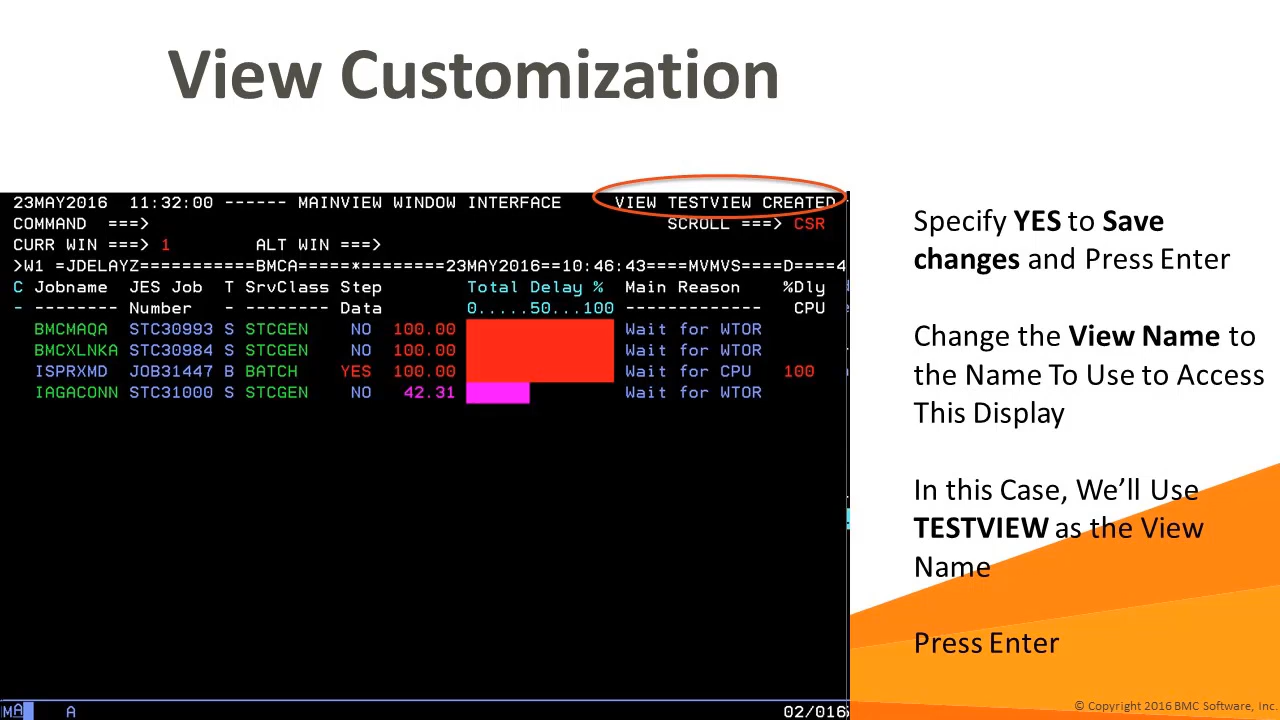 View Customization
23MAY2016  11:32:00 ------ MAINVIEW WINDOW INTERFACE     VIEW TESTVIEW CREATED
COMMAND  ===>                                                 SCROLL ===> CSR
CURR WIN ===> 1        ALT WIN ===>
>W1 =JDELAYZ===========BMCA=====*========23MAY2016==10:46:43====MVMVS====D====4
C Jobname  JES Job  T SrvClass Step        Total Delay %  Main Reason   %Dly
- -------- Number   - -------- Data        0.....50...100 -------------  CPU
BMCMAQA  STC30993 S STCGEN    NO  100.00                Wait for WTOR
BMCXLNKA STC30984 S STCGEN    NO  100.00                Wait for WTOR
ISPRXMD  JOB31447 B BATCH    YES  100.00                Wait for CPU  100
IAGACONN STC31000 S STCGEN    NO   42.31                Wait for WTOR
MA    A    02/016
Specify YES to Save
changes and Press Enter
Change the View Name to
the Name To Use to Access
This Display
In this Case, We’ll Use
TESTVIEW as the View
Name
Press Enter
© Copyright 2016 BMC Software, Inc.